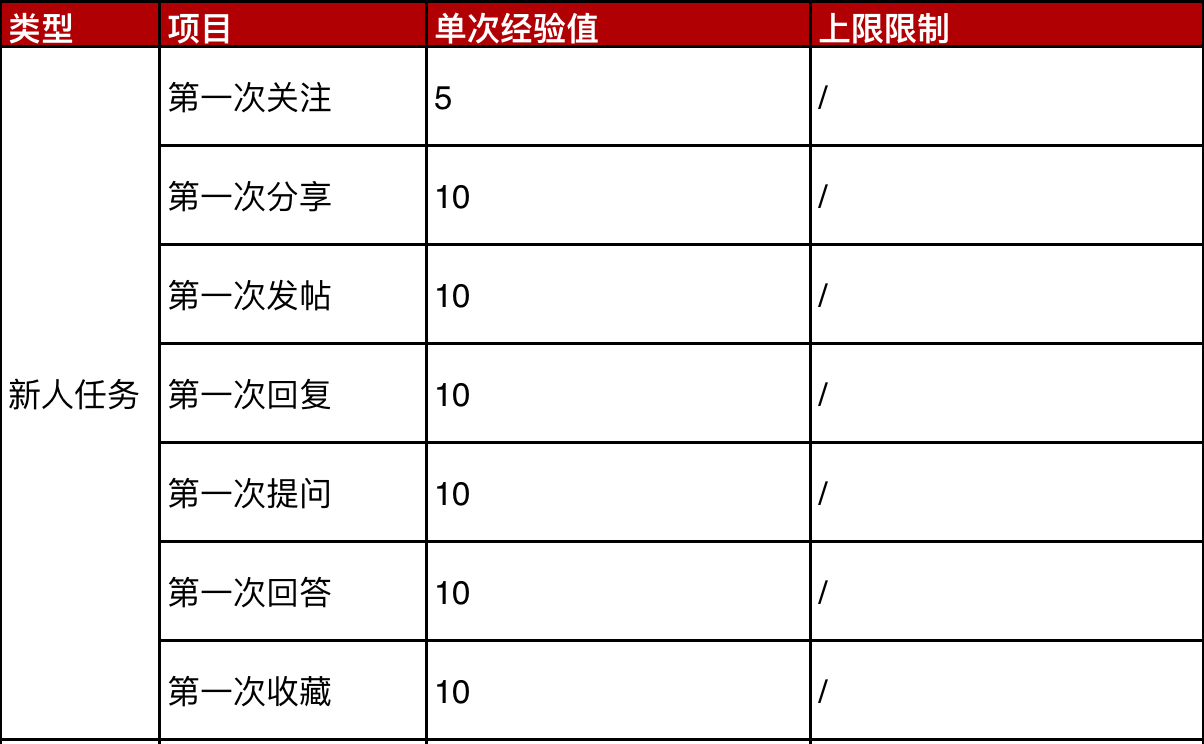 类型 项目 单次经验值 上限限制
第一次关注 5 /
第一次分享 10 /
第一次发帖 10 /
新人任务 第一次回复 10 /
第一次提问 10 /
第一次回答 10 /
第一次收藏 10 /